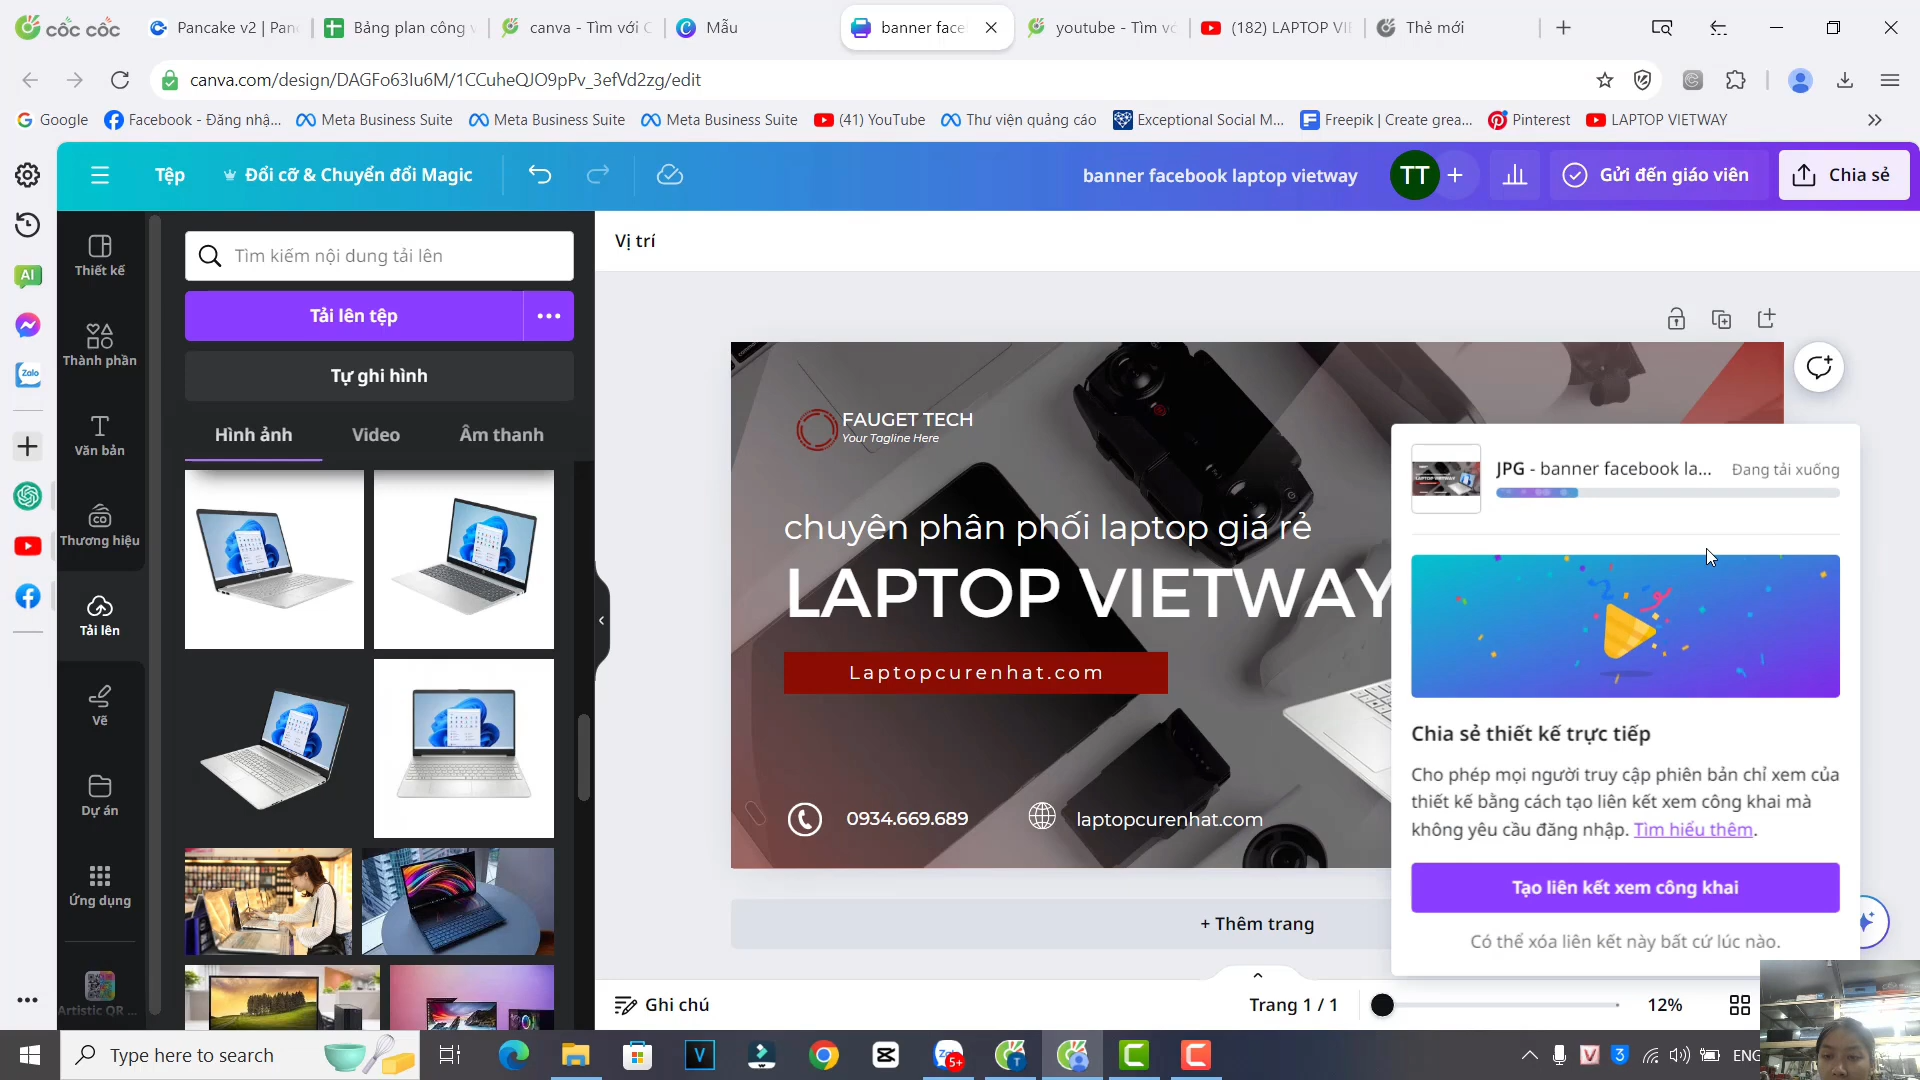 cốc cốc
Pancake v2 | Pan
Bảng plan công v
canva - Tìm với C
Mẫu
banner face
youtube - Tìm vớ
(182) LAPTOP VIE
Thẻ mới
canva.com/design/DAGFo63Iu6M/1CCuheQJO9pPv_3efVd2zg/edit
Google
Facebook - Đăng nhậ...
Meta Business Suite
Meta Business Suite
Meta Business Suite
(41) YouTube
Thư viện quảng cáo
Exceptional Social M...
Freepik | Create grea...
Pinterest
LAPTOP VIETWAY
Tệp
Đổi cỡ & Chuyển đổi Magic
banner facebook laptop vietway
TT
Gửi đến giáo viên
Chia sẻ
AI
Zalo
Thiết kế
Thành phần
Văn bản
Thương hiệu
Tải lên
Vẽ
Dự án
Ứng dụng
Artistic QR ...
Tìm kiếm nội dung tải lên
Tải lên tệp
Tự ghi hình
Hình ảnh
Video
Âm thanh
Vị trí
FAUGET TECH
Your Tagline Here
chuyên phân phối laptop giá rẻ
LAPTOP VIETWAY
Laptopcurenhat.com
0934.669.689
laptopcurenhat.com
JPG - banner facebook la...
Đang tải xuống
Chia sẻ thiết kế trực tiếp
Cho phép mọi người truy cập phiên bản chỉ xem của
thiết kế bằng cách tạo liên kết xem công khai mà
không yêu cầu đăng nhập. Tìm hiểu thêm.
Tạo liên kết xem công khai
Có thể xóa liên kết này bất cứ lúc nào.
+ Thêm trang
Ghi chú
Trang 1 / 1
12%
Type here to search
5+
ENG